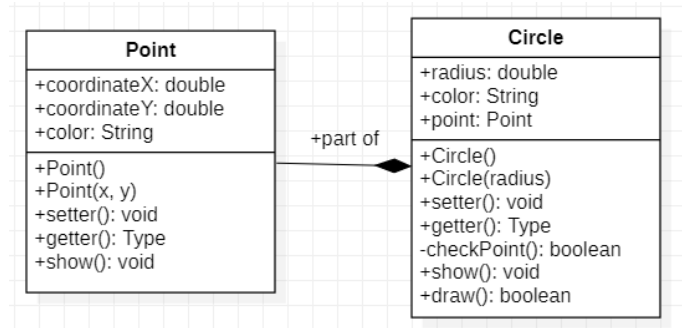 Point
+coordinateX: double
+coordinateY: double
+color: String
+Point()
+Point(x, y)
+setter(): void
+getter(): Type
+show(): void
+part of
Circle
+radius: double
+color: String
+point: Point
+Circle()
+Circle(radius)
+setter(): void
+getter(): Type
-checkPoint(): boolean
+show(): void
+draw(): boolean